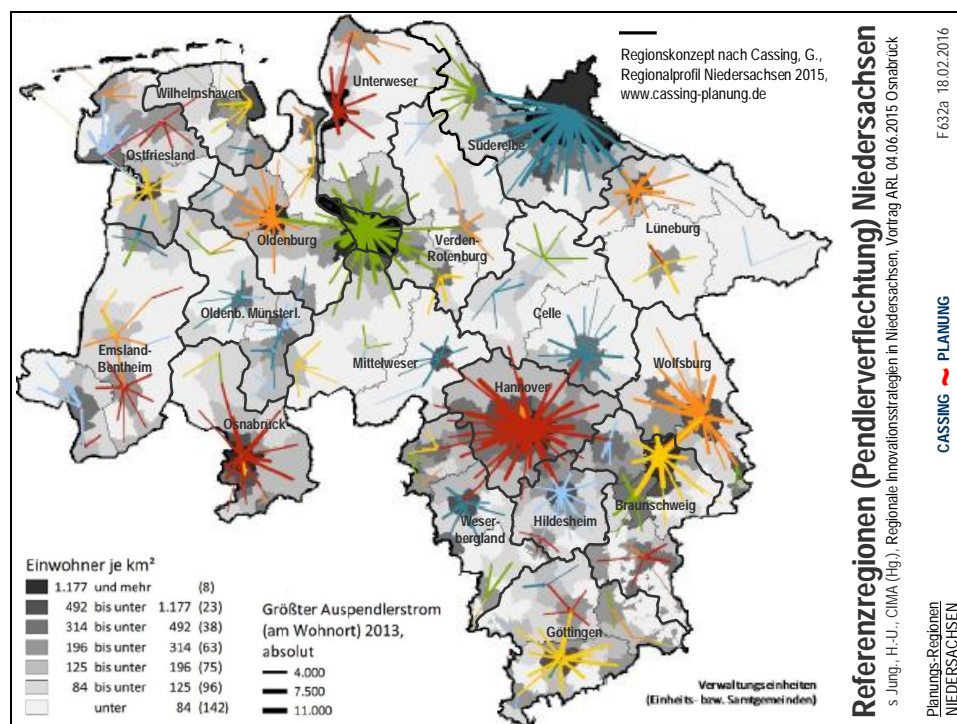 Regionskonzept nach Cassing, G.,
Regionalprofil Niedersachsen 2015,
www.cassing-planung.de
Unterweser
Wilhelmshaven
Ostfriesland
Süderelbe
Lüneburg
Oldenburg
Verden-
Rotenburg
Oldenb. Münsterl.
Celle
Emsland-
Bentheim
Mittelweser
Wolfsburg
Hannover
Osnabrück
Braunschweig
Weser-
bergland
Hildesheim
Göttingen
Einwohner je km²
1.177 und mehr (8)
492 bis unter 1.177 (23)
314 bis unter 492 (38)
196 bis unter 314 (63)
125 bis unter 196 (75)
84 bis unter 125 (96)
unter 84 (142)
Größter Auspendlerstrom
(am Wohnort) 2013,
absolut
4.000
7.500
11.000
Verwaltungseinheiten
(Einheits- bzw. Samtgemeinden)
Referenzregionen (Pendlerverflechtung) Niedersachsen
s Jung., H.-U., CIMA (Hg.), Regionale Innovationsstrategien in Niedersachsen, Vortrag ARL 04.06.2015 Osnabrück
Planungs-Regionen
NIEDERSACHSEN
CASSING ~ PLANUNG
F632a 18.02.2016